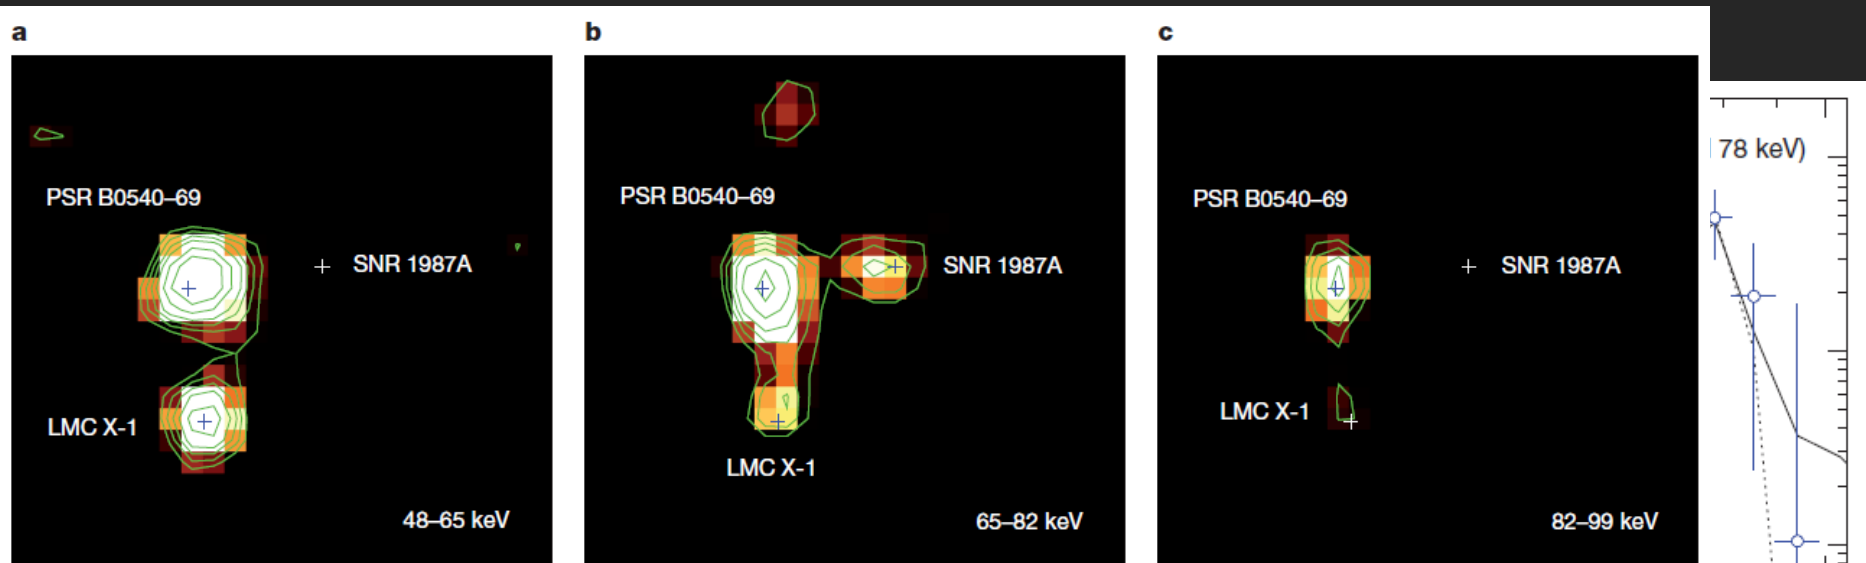 a
PSR B0540–69
SNR 1987A
LMC X-1
48–65 keV
b
PSR B0540–69
SNR 1987A
LMC X-1
65–82 keV
c
PSR B0540–69
SNR 1987A
LMC X-1
82–99 keV
78 keV)